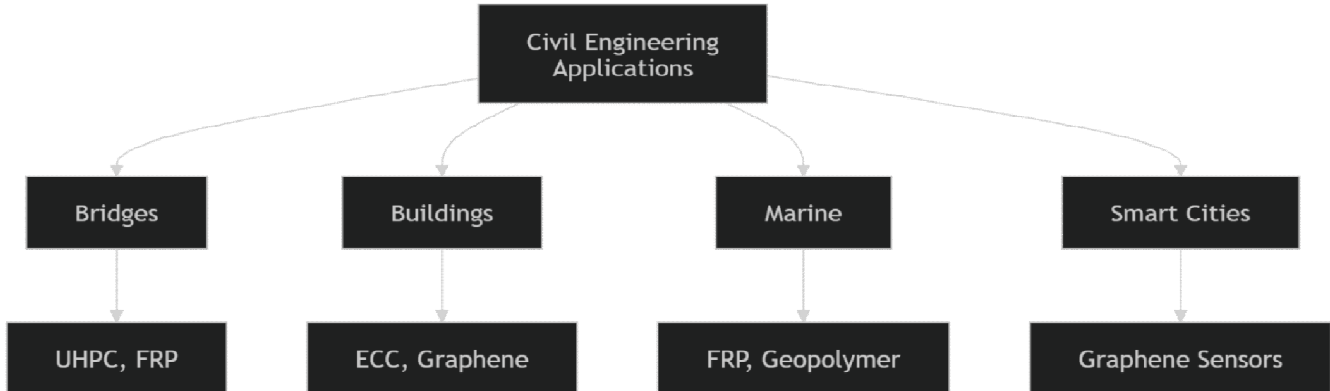 Civil Engineering
Applications
Bridges
Buildings
Marine
Smart Cities
UHPC, FRP
ECC, Graphene
FRP, Geopolymer
Graphene Sensors